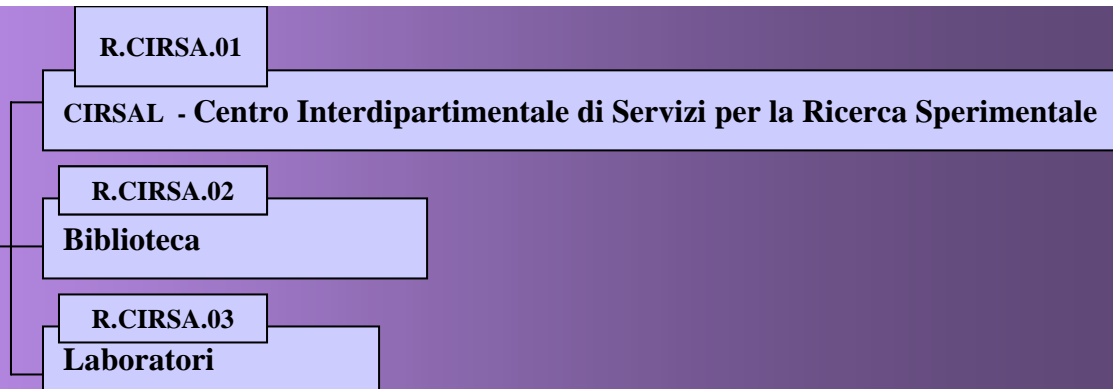 R.CIRSA.01
CIRSAL - Centro Interdipartimentale di Servizi per la Ricerca Sperimentale
R.CIRSA.02
Biblioteca
R.CIRSA.03
Laboratori